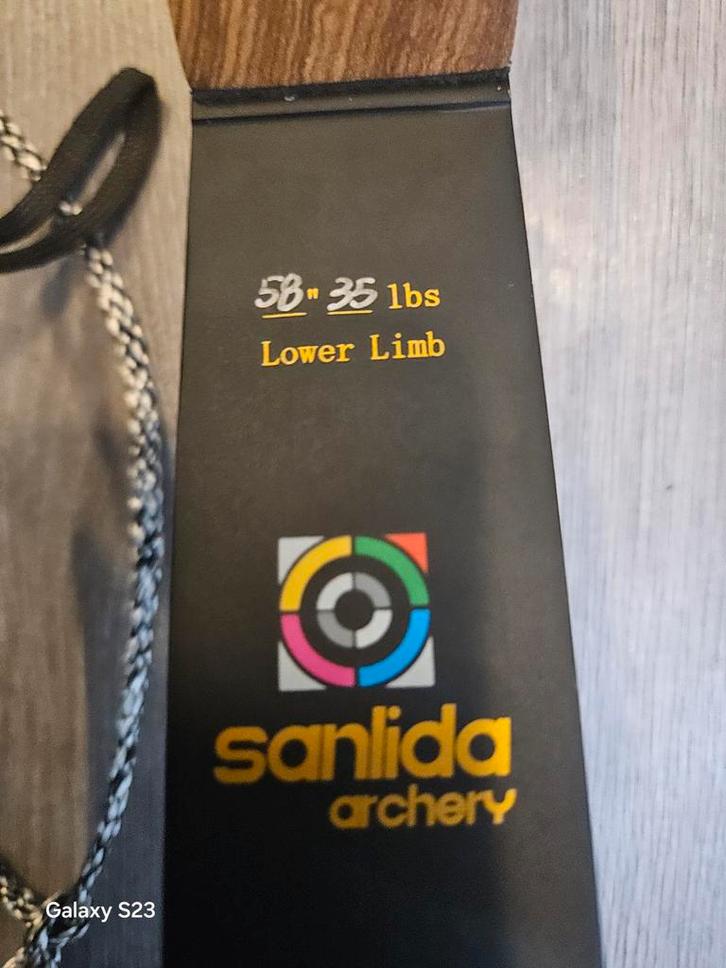 58" 35 lbs
Lower Limb
sanlida
archery
Galaxy S23